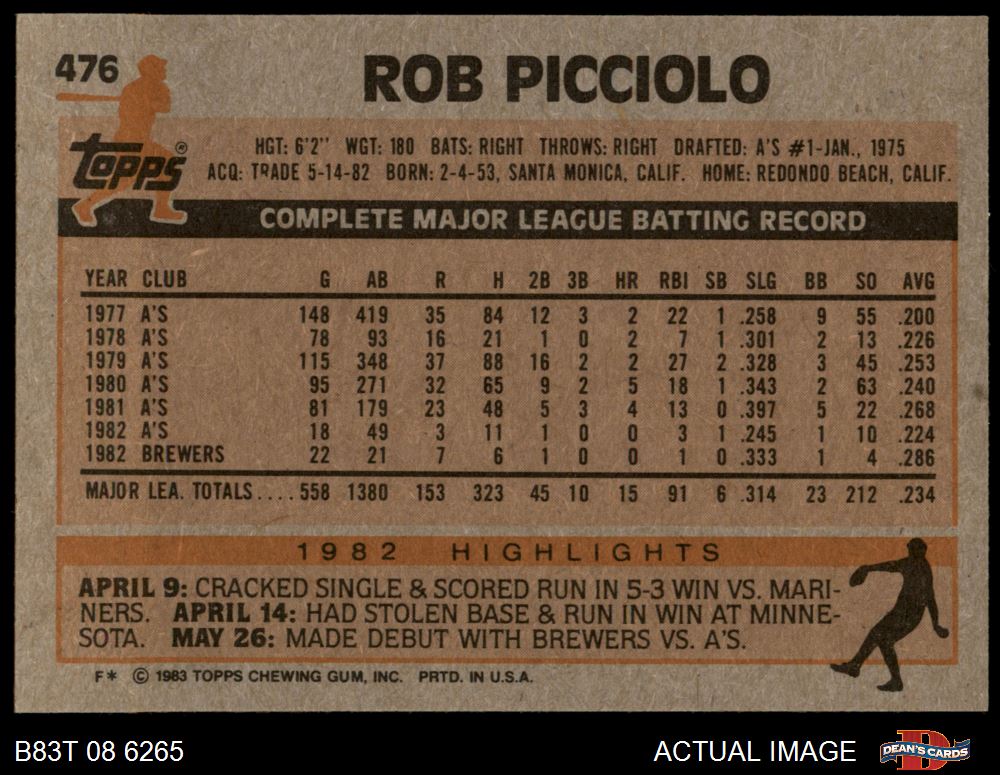 476
ROB PICCIOLO
topps®
HGT: 6'2" WGT: 180 BATS: RIGHT THROWS: RIGHT DRAFTED: A'S #1-JAN., 1975
ACQ: TRADE 5-14-82 BORN: 2-4-53, SANTA MONICA, CALIF. HOME: REDONDO BEACH, CALIF.
COMPLETE MAJOR LEAGUE BATTING RECORD
YEAR CLUB G AB R H 2B 3B HR RBI SB SLG BB SO AVG
1977 A'S 148 419 35 84 12 3 2 22 1 .258 9 55 .200
1978 A'S 78 93 16 21 1 0 2 7 1 .301 2 13 .226
1979 A'S 115 348 37 88 16 2 2 27 2 .328 3 45 .253
1980 A'S 95 271 32 65 9 2 5 18 1 .343 2 63 .240
1981 A'S 81 179 23 48 5 3 4 13 0 .397 5 22 .268
1982 A'S 18 49 3 11 1 0 0 3 1 .245 1 10 .224
1982 BREWERS 22 21 7 6 1 0 0 1 0 .333 1 4 .286
MAJOR LEA. TOTALS.... 558 1380 153 323 45 10 15 91 6 .314 23 212 .234
1982 HIGHLIGHTS
APRIL 9: CRACKED SINGLE & SCORED RUN IN 5-3 WIN VS. MARI-
NERS. APRIL 14: HAD STOLEN BASE & RUN IN WIN AT MINNE-
SOTA. MAY 26: MADE DEBUT WITH BREWERS VS. A'S.
F* © 1983 TOPPS CHEWING GUM, INC. PRTD. IN U.S.A.
B83T 08 6265
ACTUAL IMAGE
D
DEAN'S CARDS